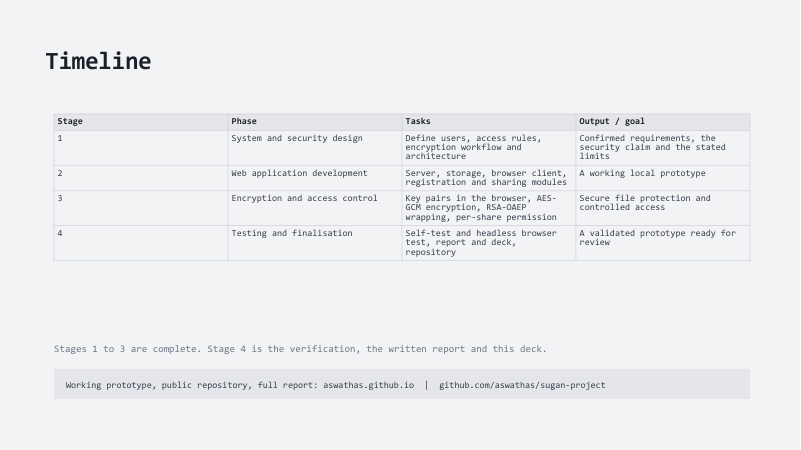 Timeline
Stage Phase Tasks Output / goal
1 System and security design Define users, access rules, encryption workflow and architecture Confirmed requirements, the security claim and the stated limits
2 Web application development Server, storage, browser client, registration and sharing modules A working local prototype
3 Encryption and access control Key pairs in the browser, AES-GCM encryption, RSA-OAEP wrapping, per-share permission Secure file protection and controlled access
4 Testing and finalisation Self-test and headless browser test, report and deck, repository A validated prototype ready for review
Stages 1 to 3 are complete. Stage 4 is the verification, the written report and this deck.
Working prototype, public repository, full report: aswathas.github.io | github.com/aswathas/sugan-project